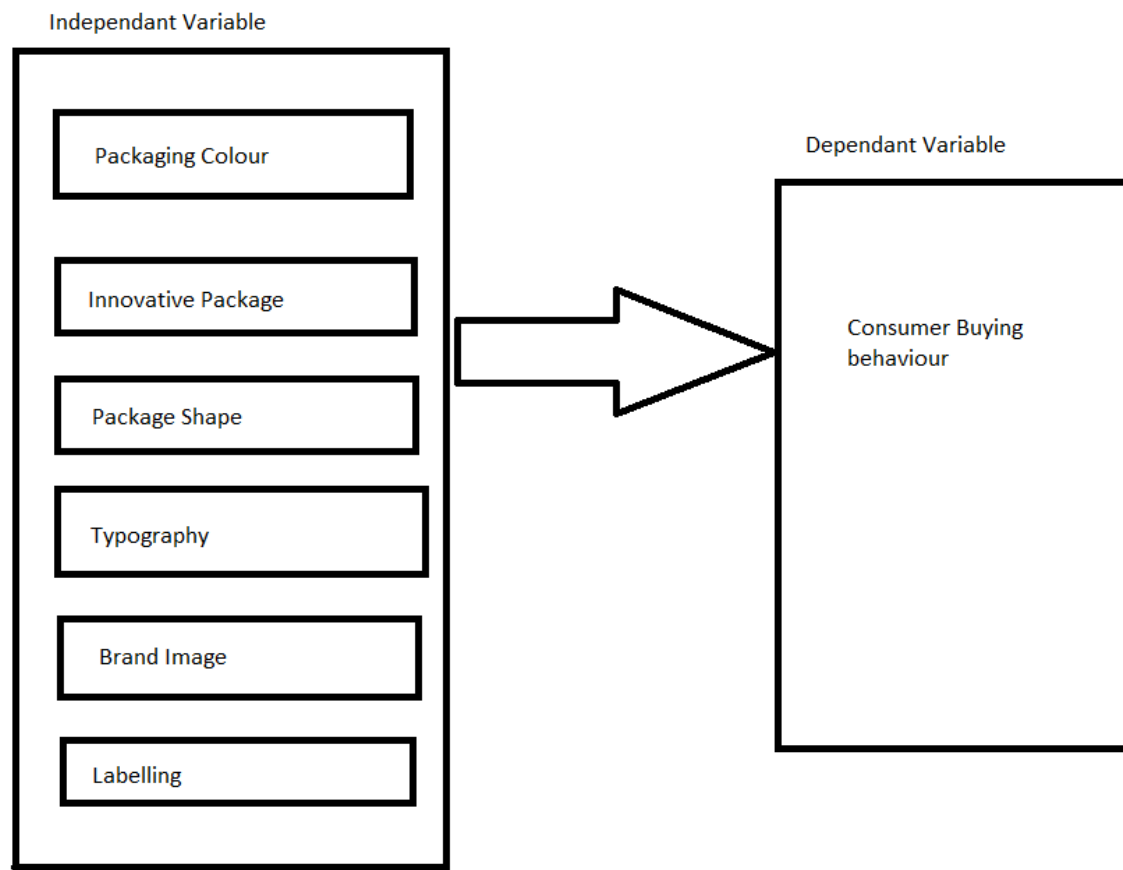 Independant Variable
Packaging Colour
Innovative Package
Package Shape
Typography
Brand Image
Labelling
Dependant Variable
Consumer Buying
behaviour